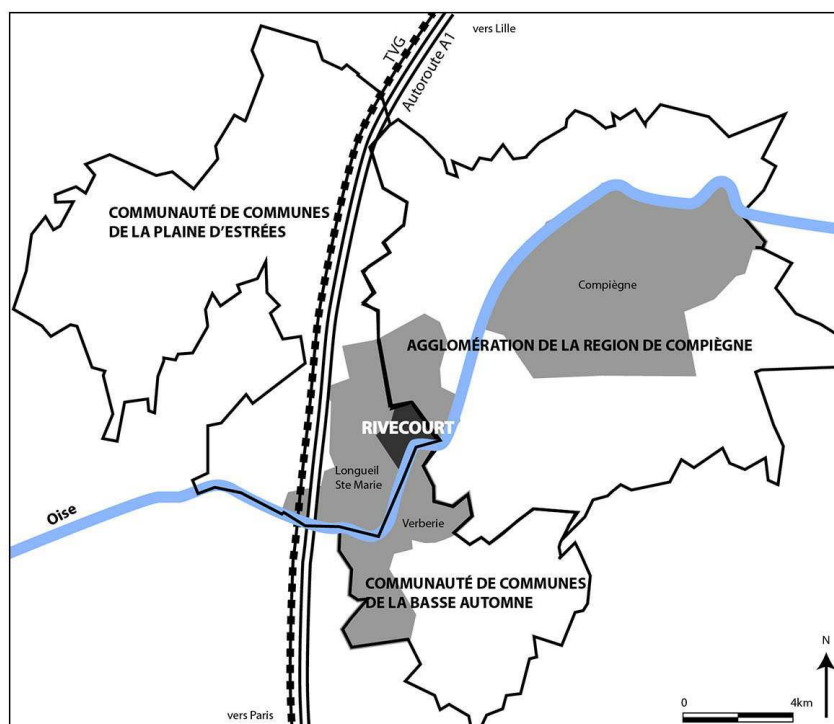 vers Lille
TVG
Autoroute A1
COMMUNAUTÉ DE COMMUNES
DE LA PLAINE D'ESTRÉES
Compiègne
AGGLOMÉRATION DE LA REGION DE COMPIÈGNE
RIVECOURT
Longueil
Ste Marie
Oise
Verberie
COMMUNAUTÉ DE COMMUNES
DE LA BASSE AUTOMNE
N
0
4km
vers Paris